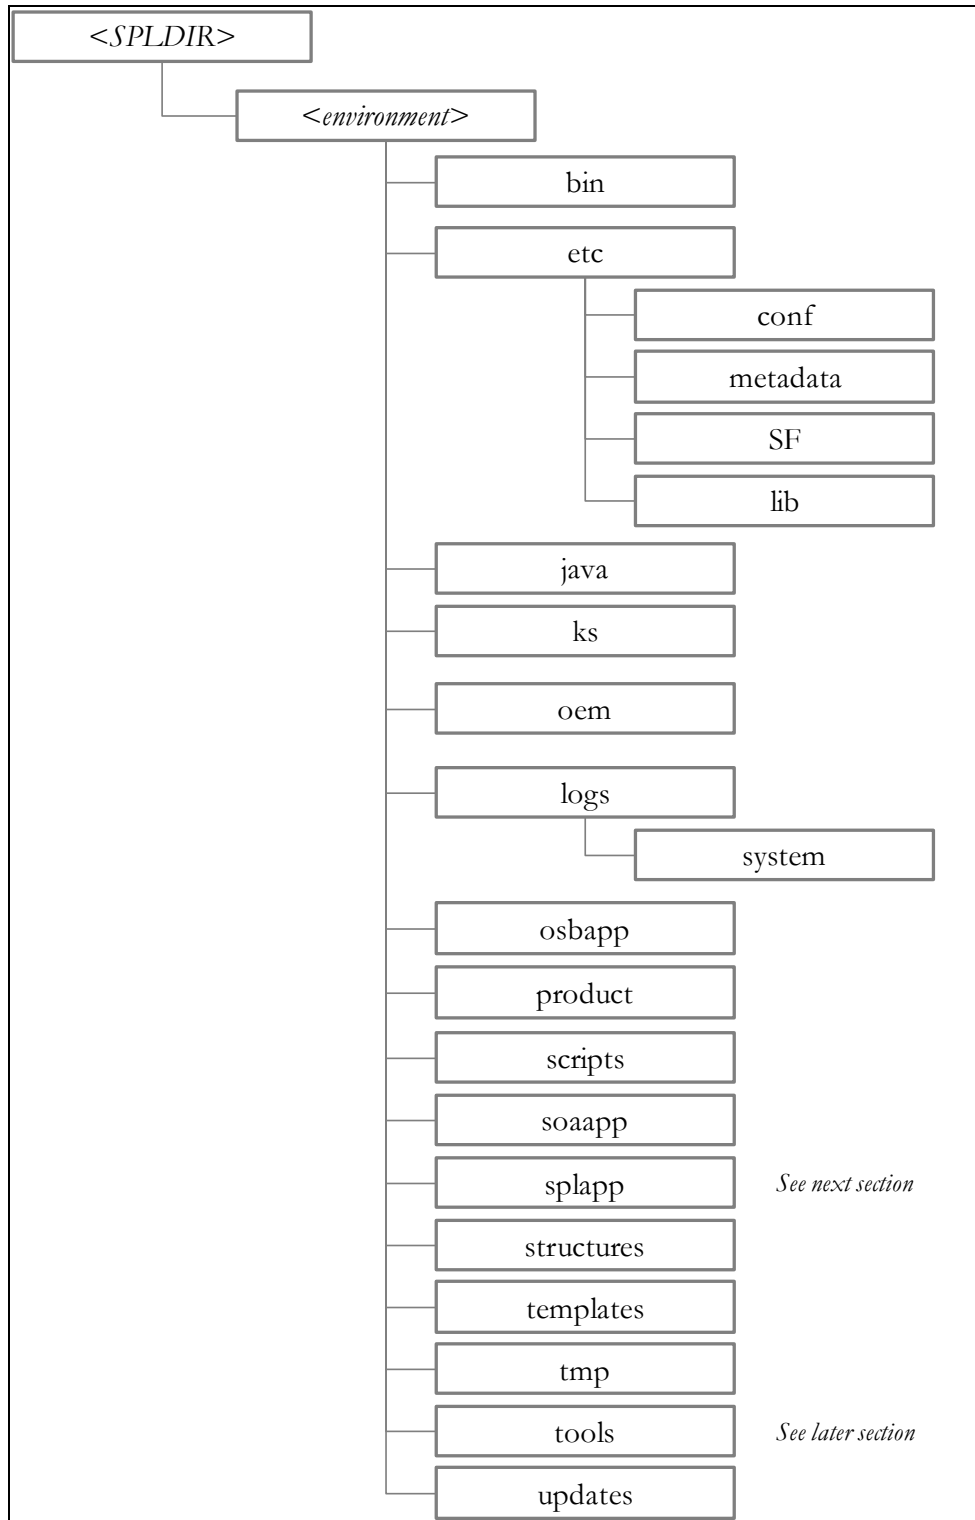 <SPLDIR>
<environment>
bin
etc
conf
metadata
SF
lib
java
ks
oem
logs
system
osbapp
product
scripts
soaapp
splapp See next section
structures
templates
tmp
tools See later section
updates